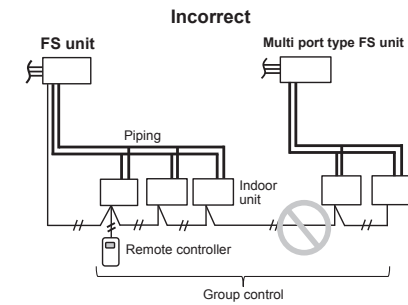 Incorrect
FS unit
Multi port type FS unit
Piping
Indoor
unit
Remote controller
Group control